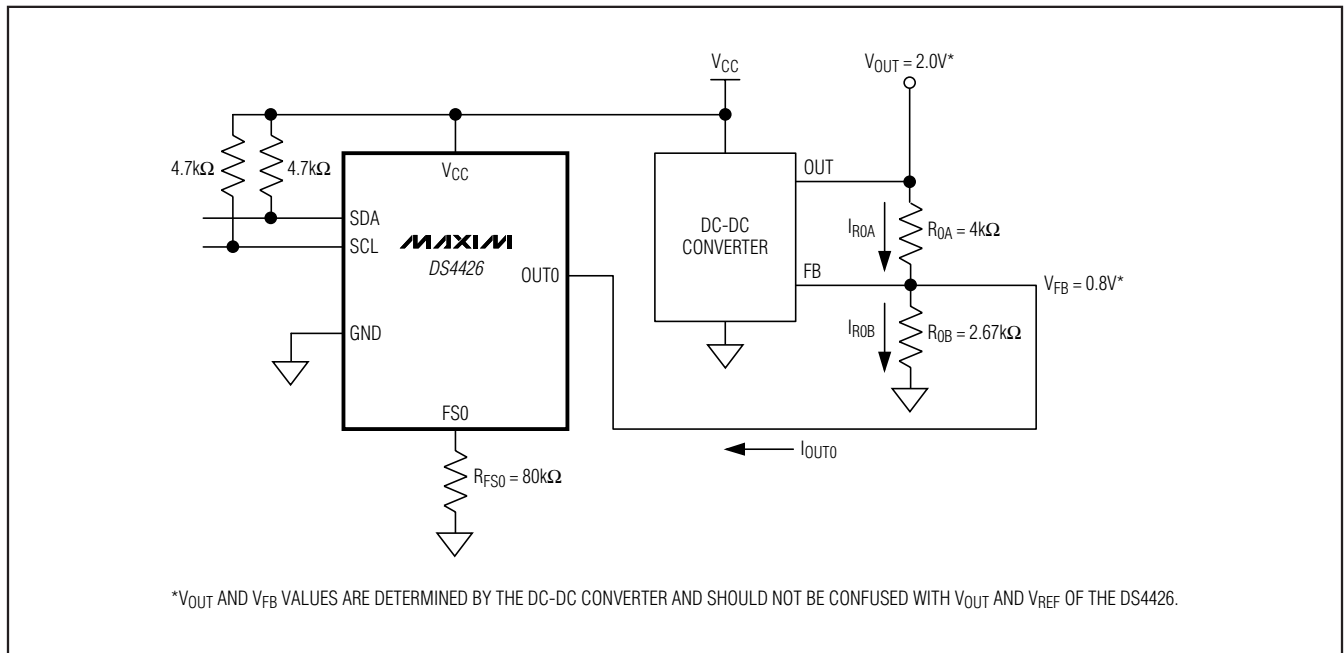 VCC
VOUT = 2.0V*
4.7kΩ
4.7kΩ
VCC
SDA
SCL
MAXIM
DS4426
OUT0
GND
FS0
RFS0 = 80kΩ
DC-DC
CONVERTER
OUT
FB
IR0A
R0A = 4kΩ
VFB = 0.8V*
IR0B
R0B = 2.67kΩ
IOUT0
*VOUT AND VFB VALUES ARE DETERMINED BY THE DC-DC CONVERTER AND SHOULD NOT BE CONFUSED WITH VOUT AND VREF OF THE DS4426.